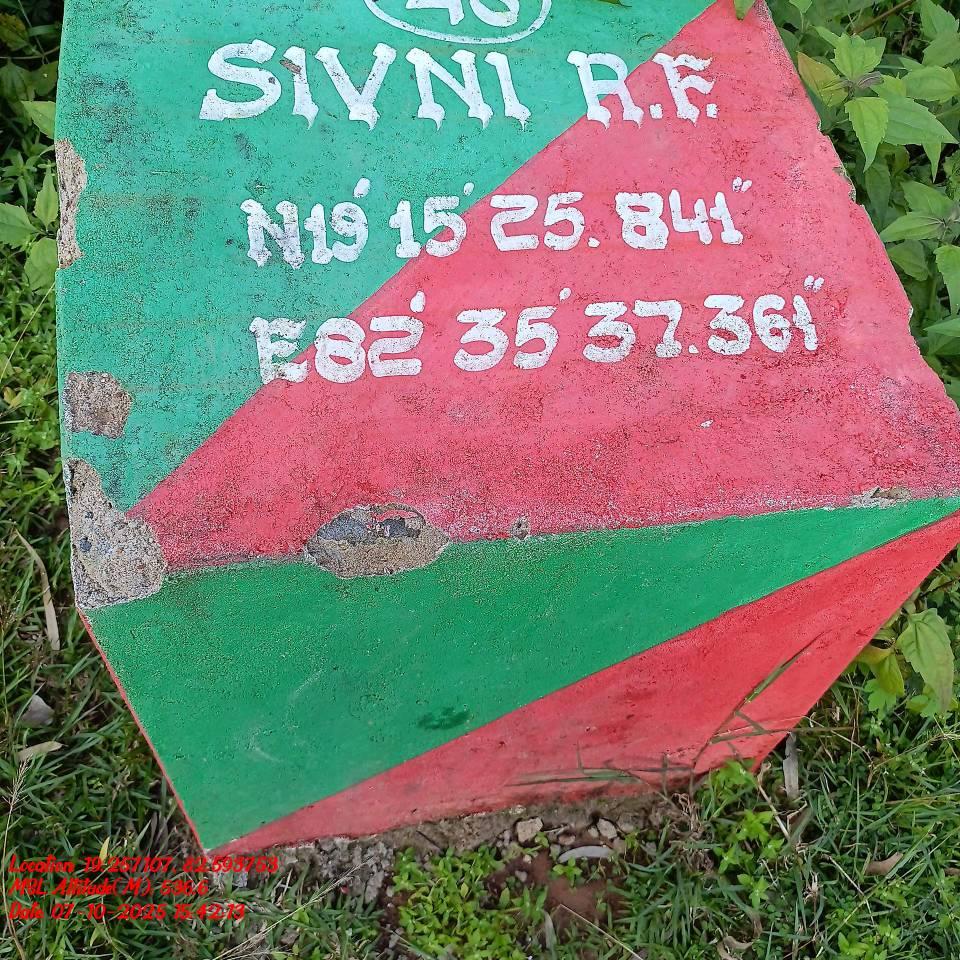 46
SIVNI R.F.
N19° 15' 25.841"
E82° 35' 37.361"
Location 19.257107, 82.593753
MSL Altitude( M ). 536.6
Date 07-10-2025 15:42:13